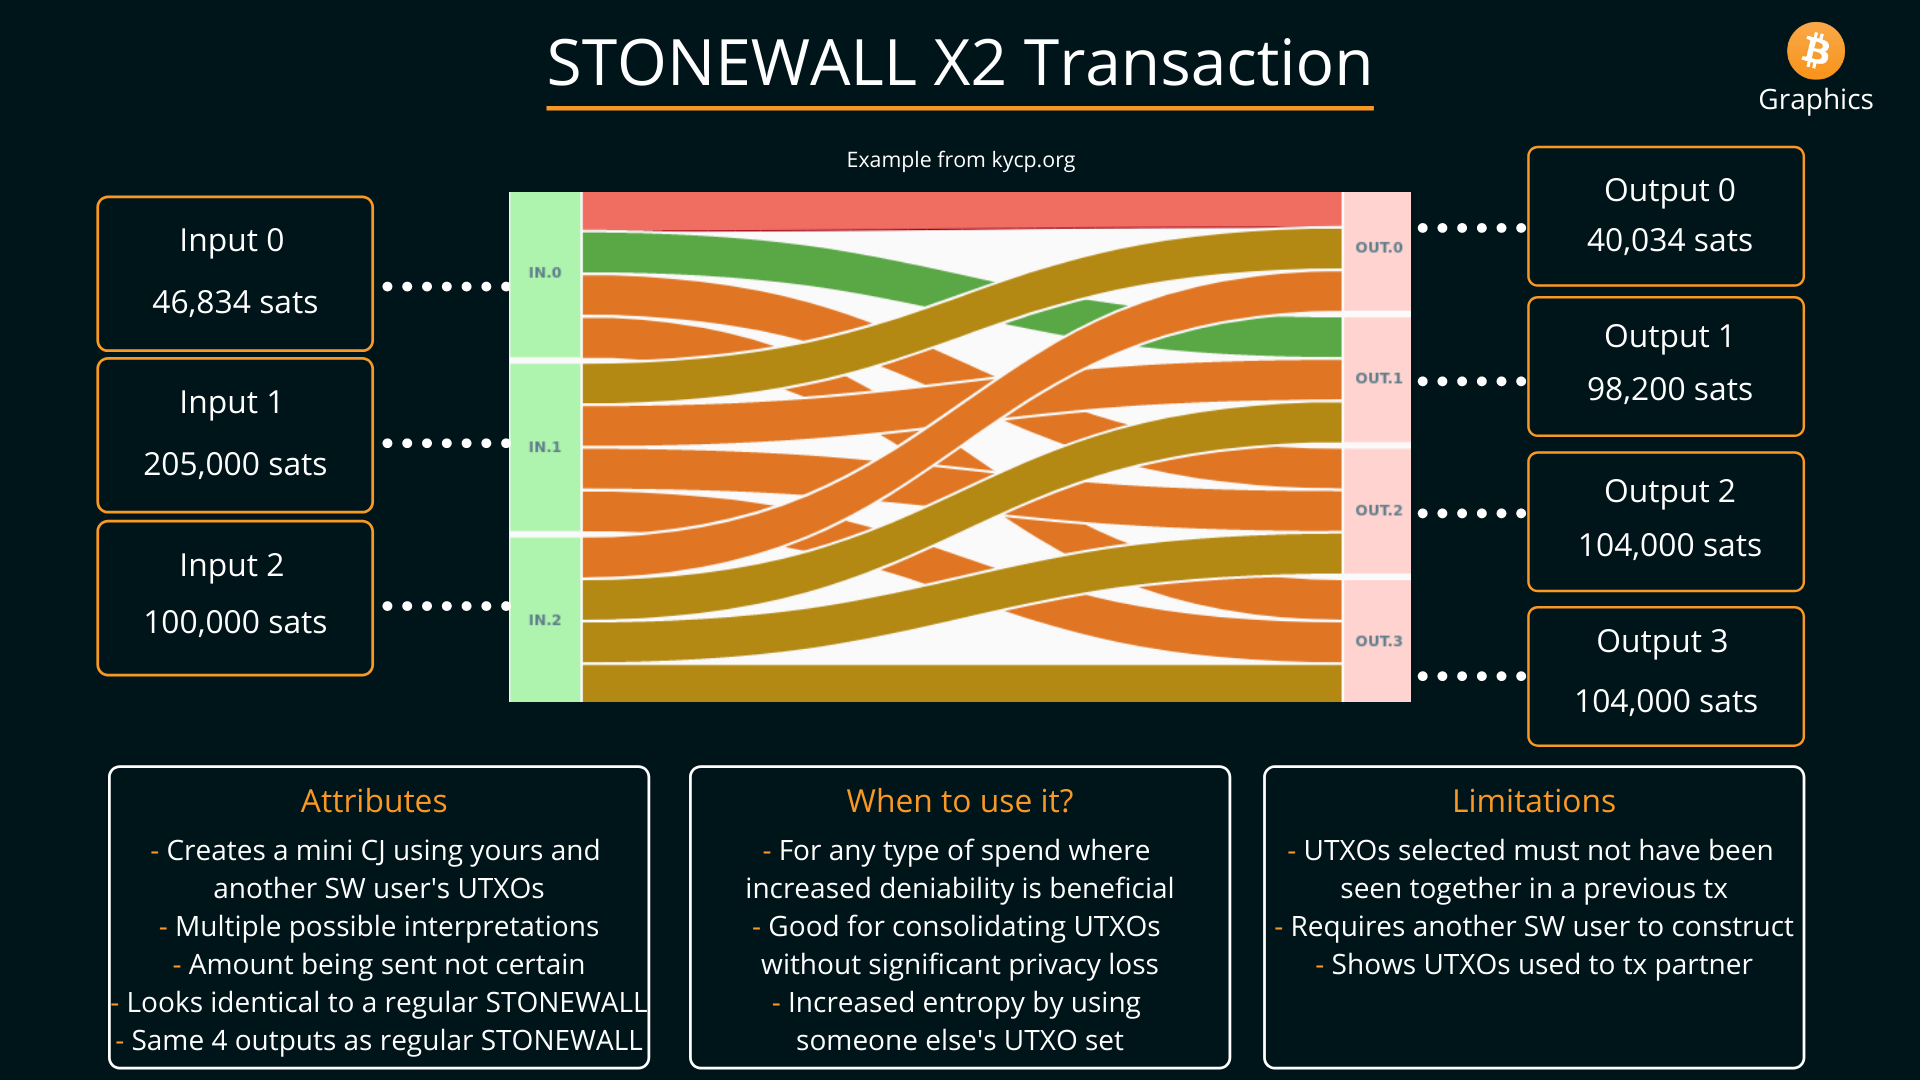 STONEWALL X2 Transaction
Graphics
Example from kycp.org
Input 0
46,834 sats
Input 1
205,000 sats
Input 2
100,000 sats
IN.0
IN.1
IN.2
OUT.0
OUT.1
OUT.2
OUT.3
Output 0
40,034 sats
Output 1
98,200 sats
Output 2
104,000 sats
Output 3
104,000 sats
Attributes
- Creates a mini CJ using yours and
another SW user's UTXOs
- Multiple possible interpretations
- Amount being sent not certain
- Looks identical to a regular STONEWALL
- Same 4 outputs as regular STONEWALL
When to use it?
- For any type of spend where
increased deniability is beneficial
- Good for consolidating UTXOs
without significant privacy loss
- Increased entropy by using
someone else's UTXO set
Limitations
- UTXOs selected must not have been
seen together in a previous tx
- Requires another SW user to construct
- Shows UTXOs used to tx partner